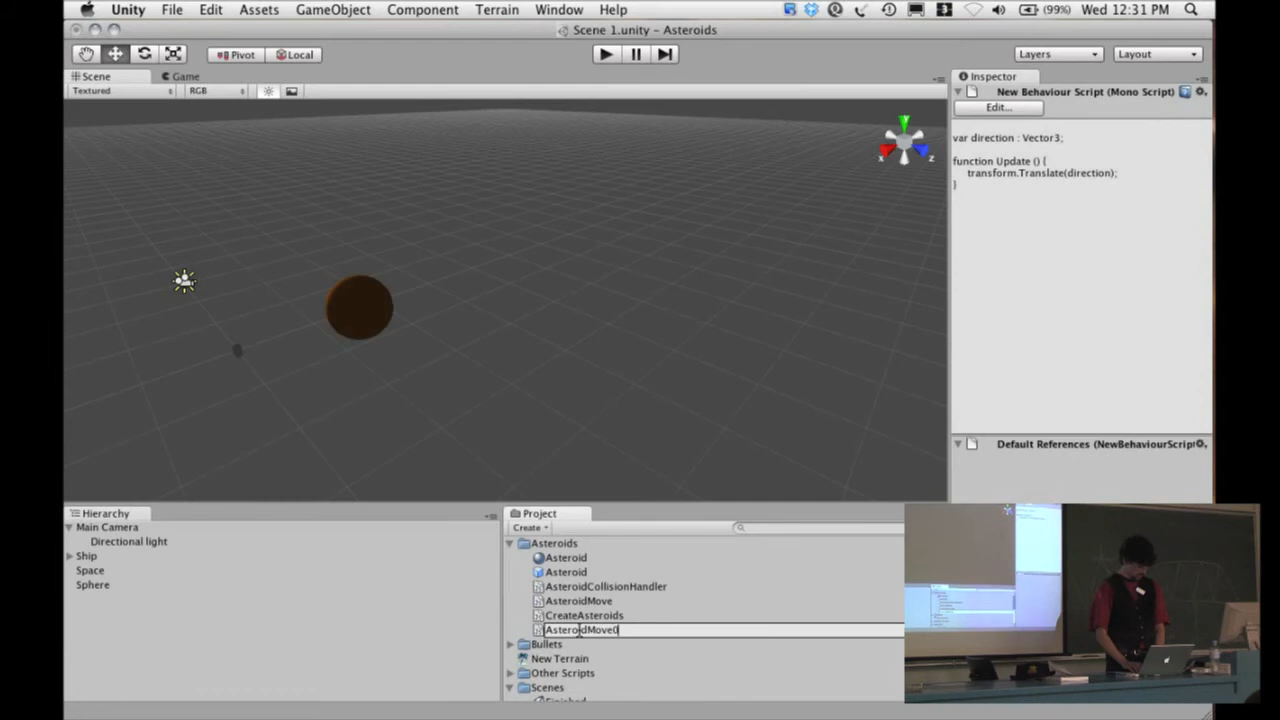 Unity File Edit Assets GameObject Component Terrain Window Help (99%) Wed 12:31 PM
Scene 1.unity – Asteroids
Pivot Local Layers Layout
Scene Game Inspector
Textured RGB New Behaviour Script (Mono Script)
Edit...
var direction : Vector3;
function Update () {
transform.Translate(direction);
}
y
x z
Default References (NewBehaviourScript
Hierarchy
Main Camera
Directional light
Ship
Space
Sphere
Project
Create
Asteroids
Asteroid
Asteroid
AsteroidCollisionHandler
AsteroidMove
CreateAsteroids
AsteroidMove0
Bullets
New Terrain
Other Scripts
Scenes
Finished